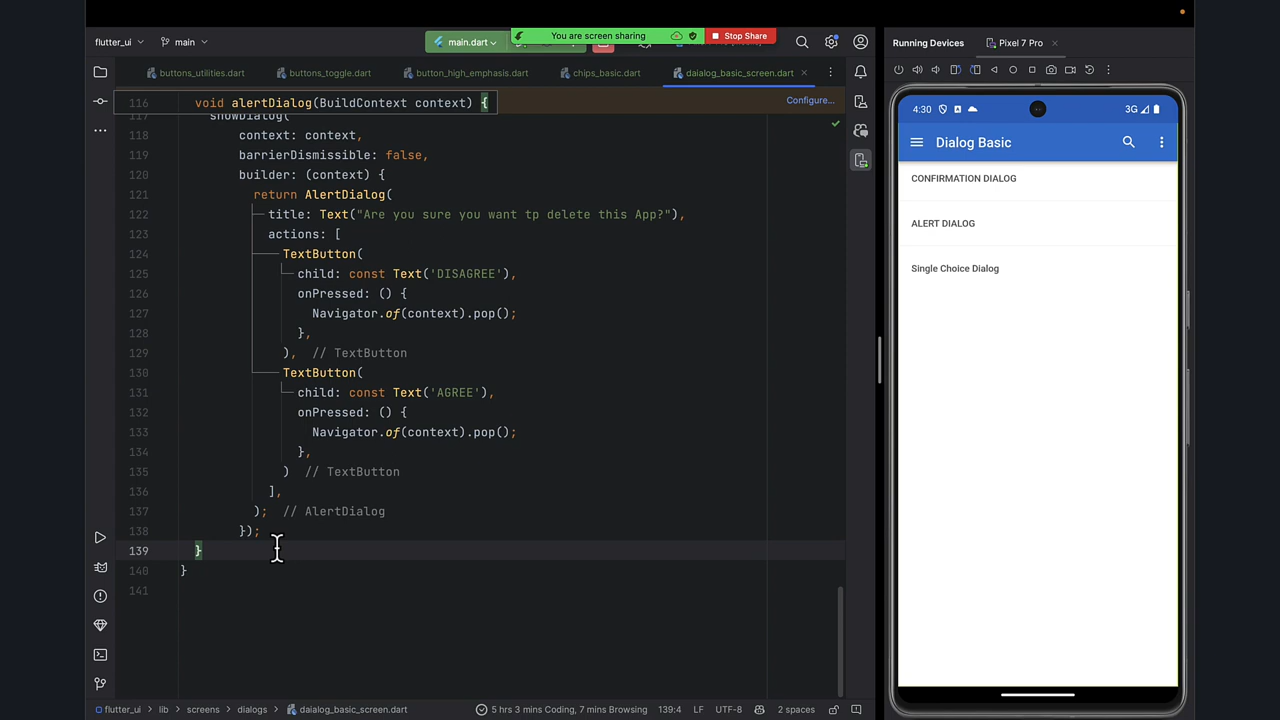 flutter_ui
main
main.dart
You are screen sharing
Stop Share
Running Devices
Pixel 7 Pro
buttons_utilities.dart
buttons_toggle.dart
button_high_emphasis.dart
chips_basic.dart
daialog_basic_screen.dart
116 void alertDialog(BuildContext context) {
Configure...
117 showDialog(
118 context: context,
119 barrierDismissible: false,
120 builder: (context) {
121 return AlertDialog(
122 title: Text("Are you sure you want tp delete this App?"),
123 actions: [
124 TextButton(
125 child: const Text('DISAGREE'),
126 onPressed: () {
127 Navigator.of(context).pop();
128 },
129 ), // TextButton
130 TextButton(
131 child: const Text('AGREE'),
132 onPressed: () {
133 Navigator.of(context).pop();
134 },
135 ) // TextButton
136 ],
137 ); // AlertDialog
138 });
139 }
140 }
141
4:30
3G
Dialog Basic
CONFIRMATION DIALOG
ALERT DIALOG
Single Choice Dialog
flutter_ui > lib > screens > dialogs > daialog_basic_screen.dart
5 hrs 3 mins Coding, 7 mins Browsing
139:4
LF
UTF-8
2 spaces